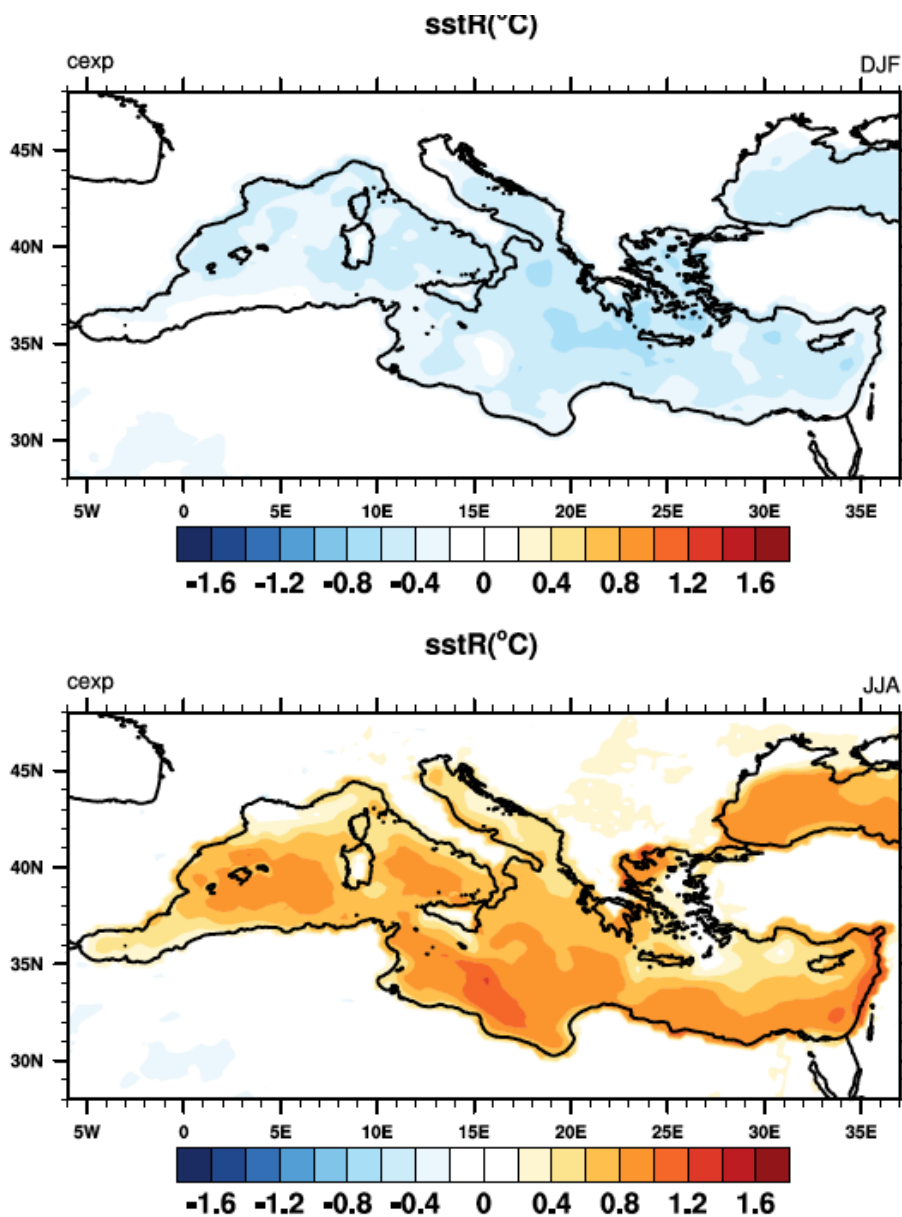 sstR(°C)
cexp DJF
45N
40N
35N
30N
5W 0 5E 10E 15E 20E 25E 30E 35E
-1.6 -1.2 -0.8 -0.4 0 0.4 0.8 1.2 1.6
sstR(°C)
cexp JJA
45N
40N
35N
30N
5W 0 5E 10E 15E 20E 25E 30E 35E
-1.6 -1.2 -0.8 -0.4 0 0.4 0.8 1.2 1.6